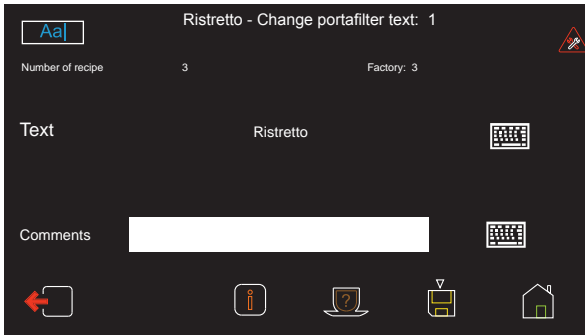 Aa
Ristretto - Change portafilter text: 1
Number of recipe 3 Factory: 3
Text Ristretto
Comments
i
?